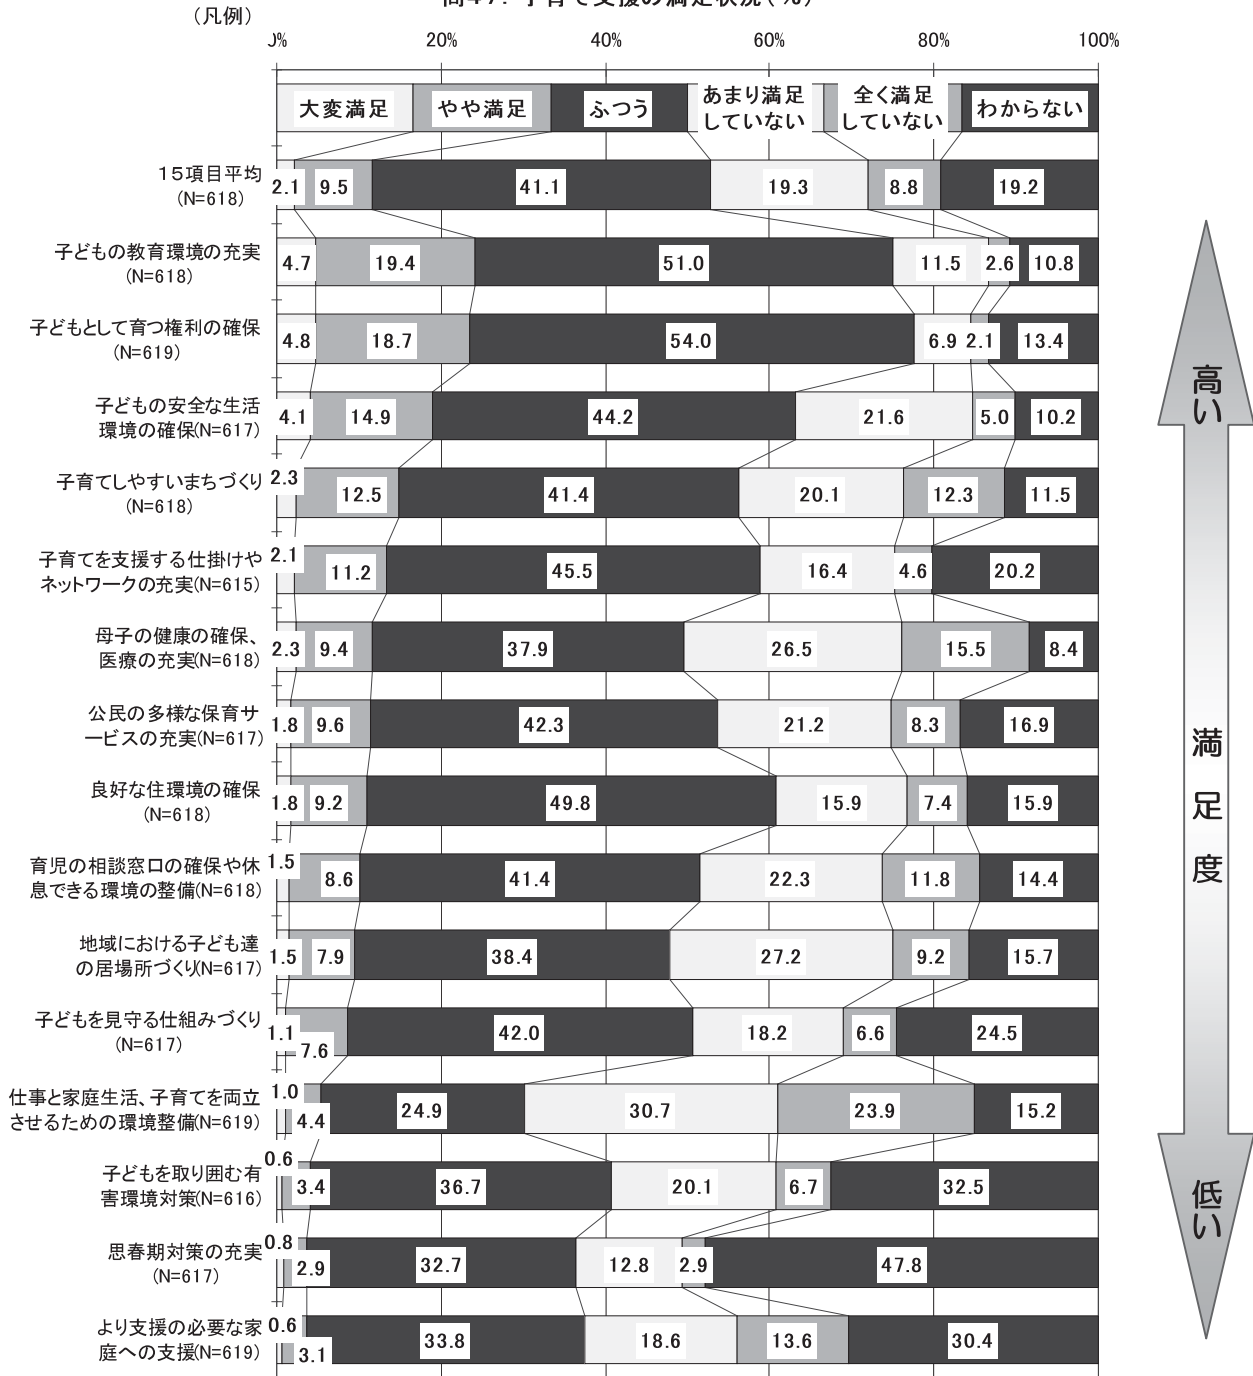 問47. 子育て支援の満足状況(%)
(凡例)
0% 20% 40% 60% 80% 100%
大変満足 やや満足 ふつう あまり満足 全く満足 わからない
していない していない
15項目平均
(N=618)
2.1 9.5 41.1 19.3 8.8 19.2
子どもの教育環境の充実
(N=618)
4.7 19.4 51.0 11.5 2.6 10.8
子どもとして育つ権利の確保
(N=619)
4.8 18.7 54.0 6.9 2.1 13.4
子どもの安全な生活
環境の確保(N=617)
4.1 14.9 44.2 21.6 5.0 10.2
子育てしやすいまちづくり
(N=618)
2.3 12.5 41.4 20.1 12.3 11.5
子育てを支援する仕掛けや
ネットワークの充実(N=615)
2.1 11.2 45.5 16.4 4.6 20.2
母子の健康の確保、
医療の充実(N=618)
2.3 9.4 37.9 26.5 15.5 8.4
公民の多様な保育サ
ービスの充実(N=617)
1.8 9.6 42.3 21.2 8.3 16.9
良好な住環境の確保
(N=618)
1.8 9.2 49.8 15.9 7.4 15.9
育児の相談窓口の確保や休
息できる環境の整備(N=618)
1.5 8.6 41.4 22.3 11.8 14.4
地域における子ども達
の居場所づくり(N=617)
1.5 7.9 38.4 27.2 9.2 15.7
子どもを見守る仕組みづくり
(N=617)
1.1 7.6 42.0 18.2 6.6 24.5
仕事と家庭生活、子育てを両立
させるための環境整備(N=619)
1.0 4.4 24.9 30.7 23.9 15.2
子どもを取り囲む有
害環境対策(N=616)
0.6 3.4 36.7 20.1 6.7 32.5
思春期対策の充実
(N=617)
0.8 2.9 32.7 12.8 2.9 47.8
より支援の必要な家
庭への支援(N=619)
0.6 3.1 33.8 18.6 13.6 30.4
高い
満足度
低い